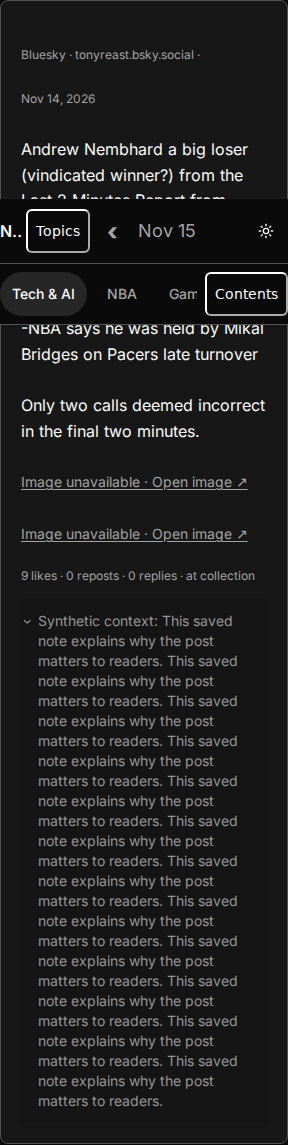 Bluesky · tonyreast.bsky.social ·
Nov 14, 2026
Andrew Nembhard a big loser
(vindicated winner?) from the
Last 2 Minutes Report from
N.. Topics ‹ Nov 15
Tech & AI NBA Gam Contents
-NBA says he was held by Mikal
Bridges on Pacers late turnover
Only two calls deemed incorrect
in the final two minutes.
Image unavailable · Open image ↗
Image unavailable · Open image ↗
9 likes · 0 reposts · 0 replies · at collection
Synthetic context: This saved
note explains why the post
matters to readers. This saved
note explains why the post
matters to readers. This saved
note explains why the post
matters to readers. This saved
note explains why the post
matters to readers. This saved
note explains why the post
matters to readers. This saved
note explains why the post
matters to readers. This saved
note explains why the post
matters to readers. This saved
note explains why the post
matters to readers. This saved
note explains why the post
matters to readers. This saved
note explains why the post
matters to readers. This saved
note explains why the post
matters to readers. This saved
note explains why the post
matters to readers.